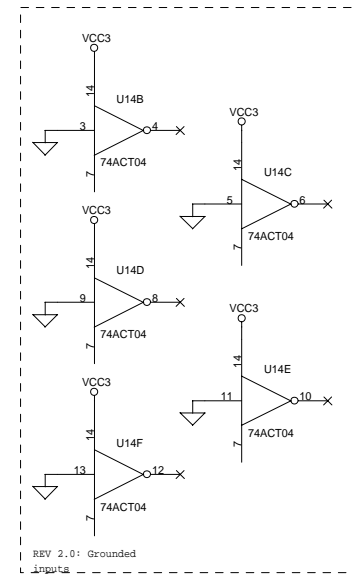 VCC3
14
U14B
3
4
74ACT04
7
VCC3
14
U14C
5
6
74ACT04
7
VCC3
14
U14D
9
8
74ACT04
7
VCC3
14
U14E
11
10
74ACT04
7
VCC3
14
U14F
13
12
74ACT04
7
REV 2.0: Grounded
inputs